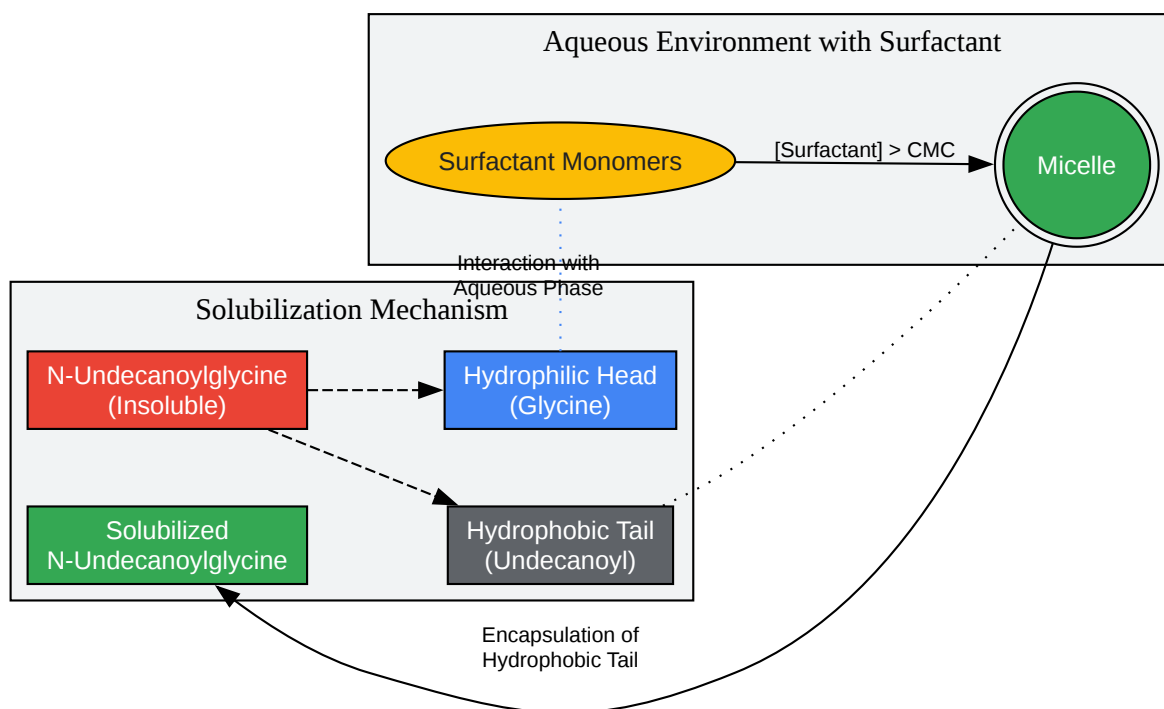 Aqueous Environment with Surfactant
Surfactant Monomers
[Surfactant] > CMC
Micelle
Interaction with
Aqueous Phase
Solubilization Mechanism
N-Undecanoylglycine
(Insoluble)
Hydrophilic Head
(Glycine)
Solubilized
N-Undecanoylglycine
Hydrophobic Tail
(Undecanoyl)
Encapsulation of
Hydrophobic Tail